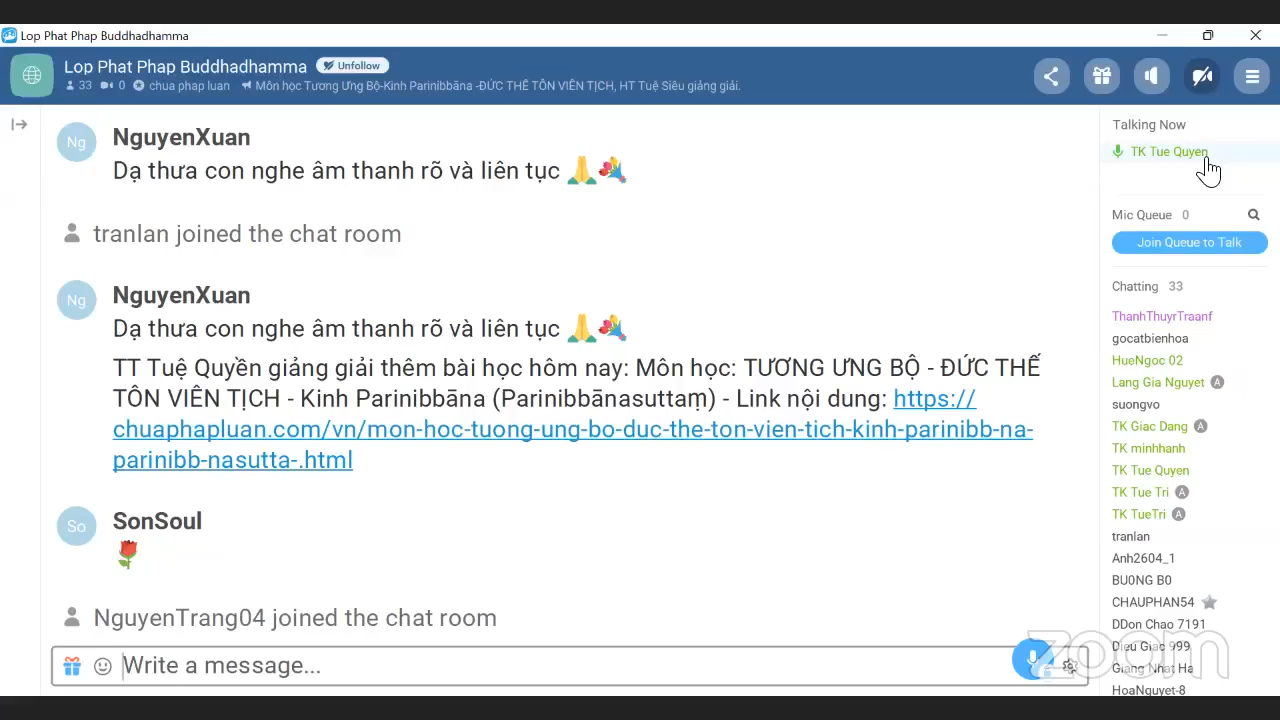 Lop Phat Phap Buddhadhamma
Lop Phat Phap Buddhadhamma Unfollow
33 0 chua phap luan Môn học Tương Ưng Bộ-Kinh Parinibbāna -ĐỨC THẾ TÔN VIÊN TỊCH, HT Tuệ Siêu giảng giải.
Ng NguyenXuan
Dạ thưa con nghe âm thanh rõ và liên tục 🙏💐
tranlan joined the chat room
Ng NguyenXuan
Dạ thưa con nghe âm thanh rõ và liên tục 🙏💐
TT Tuệ Quyền giảng giải thêm bài học hôm nay: Môn học: TƯƠNG ƯNG BỘ - ĐỨC THẾ
TÔN VIÊN TỊCH - Kinh Parinibbāna (Parinibbānasuttaṃ) - Link nội dung: https://
chuaphapluan.com/vn/mon-hoc-tuong-ung-bo-duc-the-ton-vien-tich-kinh-parinibb-na-
parinibb-nasutta-.html
So SonSoul
🌹
NguyenTrang04 joined the chat room
Write a message...
Talking Now
TK Tue Quyen
Mic Queue 0
Join Queue to Talk
Chatting 33
ThanhThuyrTraanf
gocatbienhoa
HueNgoc 02
Lang Gia Nguyet A
suongvo
TK Giac Dang A
TK minhhanh
TK Tue Quyen
TK Tue Tri A
TK TueTri A
tranlan
Anh2604_1
BU0NG B0
CHAUPHAN54
DDon Chao 7191
Dieu Giac 999
Giang Nhat Ha
HoaNguyet-8
zoom